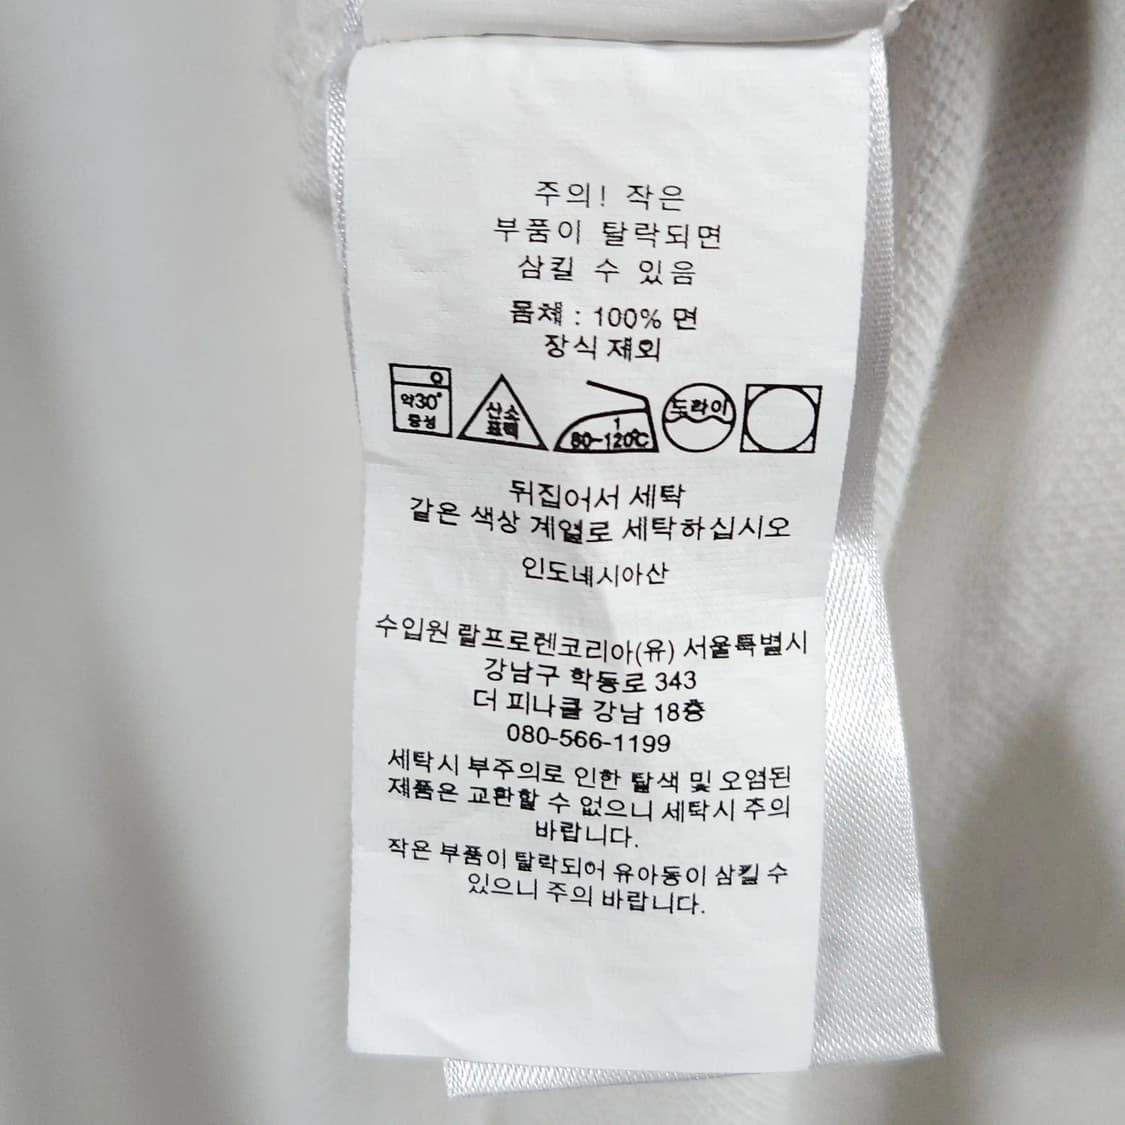 주의! 작은
부품이 탈락되면
삼킬 수 있음
몸체 : 100% 면
장식 제외
약30°
중성
산소
표백
1
80~120℃
드라이
뒤집어서 세탁
같은 색상 계열로 세탁하십시오
인도네시아산
수입원 랄프로렌코리아(유) 서울특별시
강남구 학동로 343
더 피나클 강남 18층
080-566-1199
세탁시 부주의로 인한 탈색 및 오염된
제품은 교환할 수 없으니 세탁시 주의
바랍니다.
작은 부품이 탈락되어 유아동이 삼킬 수
있으니 주의 바랍니다.